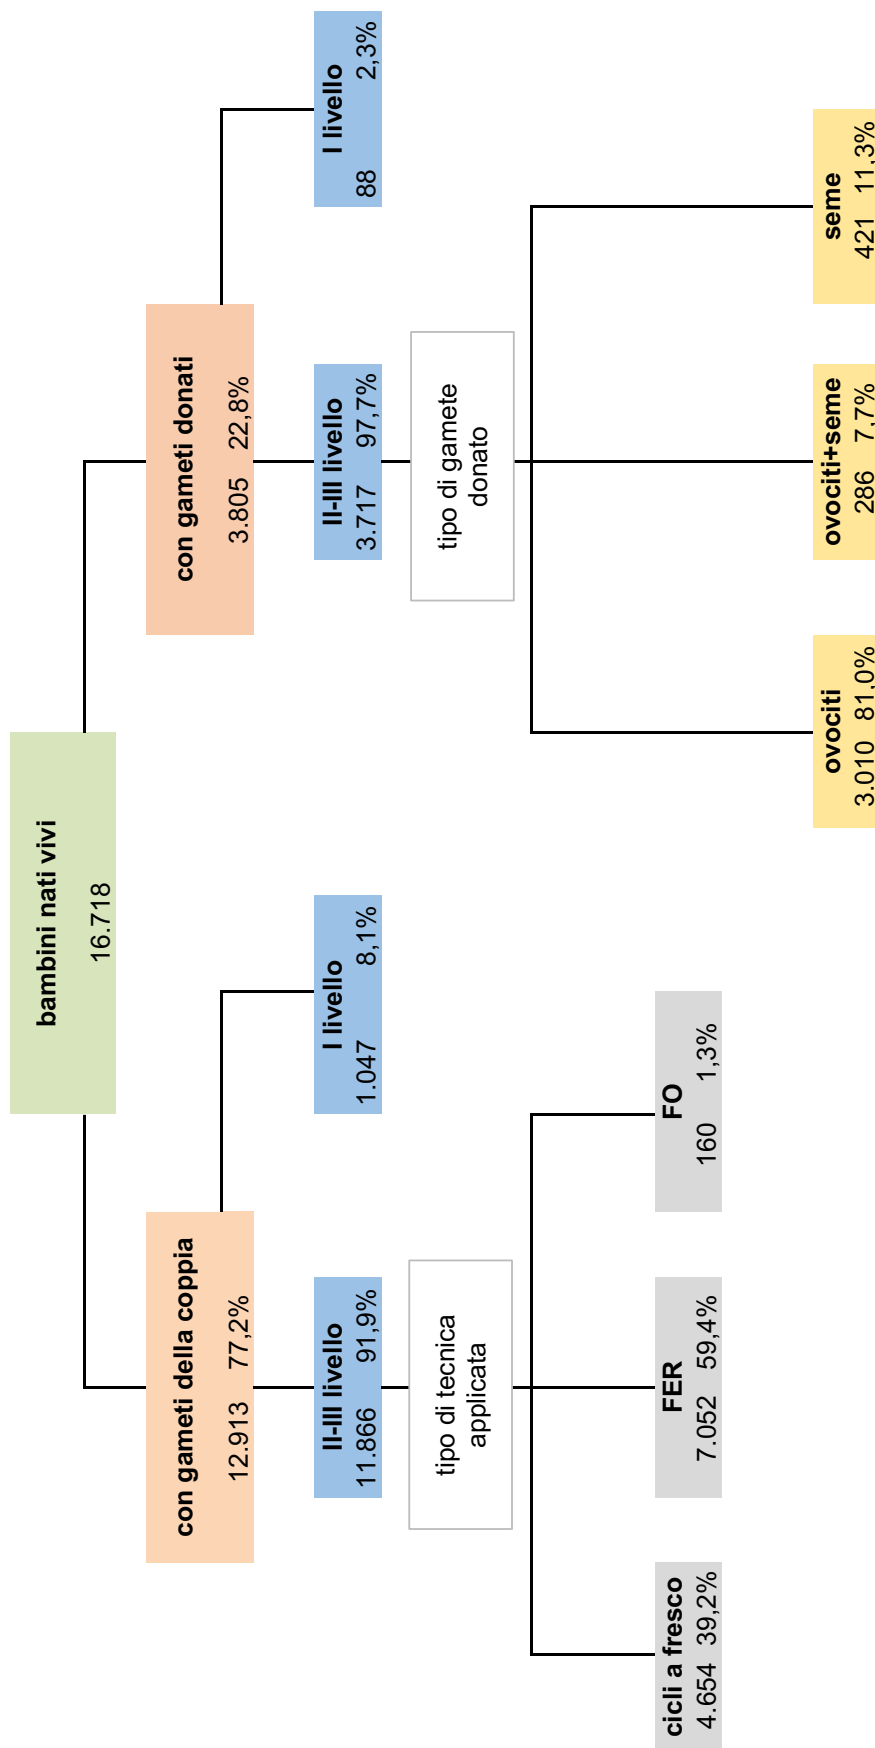 bambini nati vivi
16.718
con gameti della coppia
12.913 77,2%
con gameti donati
3.805 22,8%
II-III livello
11.866 91,9%
I livello
1.047 8,1%
II-III livello
3.717 97,7%
I livello
88 2,3%
tipo di tecnica
applicata
tipo di gamete
donato
cicli a fresco
4.654 39,2%
FER
7.052 59,4%
FO
160 1,3%
ovociti
3.010 81,0%
ovociti+seme
286 7,7%
seme
421 11,3%